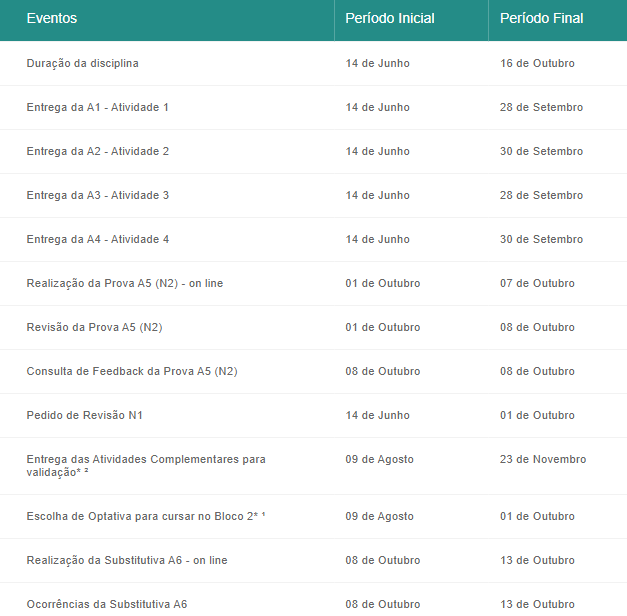 Eventos Período Inicial Período Final
Duração da disciplina 14 de Junho 16 de Outubro
Entrega da A1 - Atividade 1 14 de Junho 28 de Setembro
Entrega da A2 - Atividade 2 14 de Junho 30 de Setembro
Entrega da A3 - Atividade 3 14 de Junho 28 de Setembro
Entrega da A4 - Atividade 4 14 de Junho 30 de Setembro
Realização da Prova A5 (N2) - on line 01 de Outubro 07 de Outubro
Revisão da Prova A5 (N2) 01 de Outubro 08 de Outubro
Consulta de Feedback da Prova A5 (N2) 08 de Outubro 08 de Outubro
Pedido de Revisão N1 14 de Junho 01 de Outubro
Entrega das Atividades Complementares para 09 de Agosto 23 de Novembro
validação* ²
Escolha de Optativa para cursar no Bloco 2* ¹ 09 de Agosto 01 de Outubro
Realização da Substitutiva A6 - on line 08 de Outubro 13 de Outubro
Ocorrências da Substitutiva A6 08 de Outubro 13 de Outubro